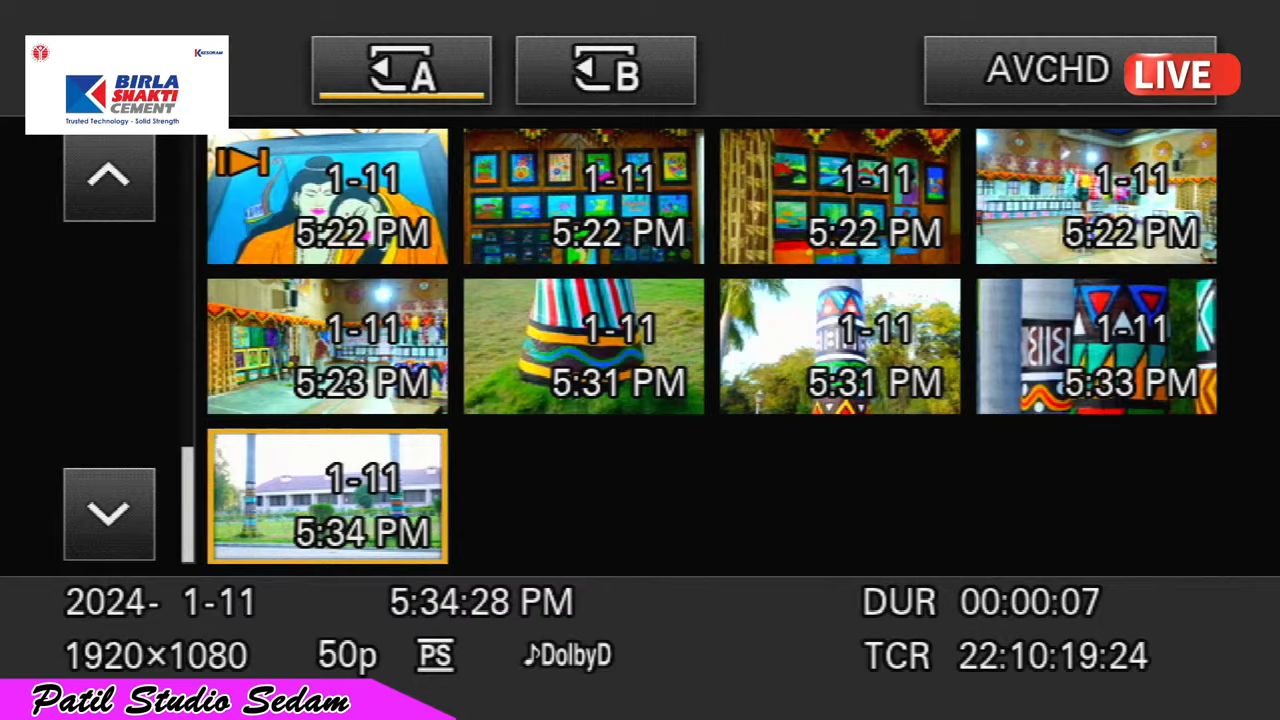 KESORAM
BIRLA
SHAKTI
CEMENT
Trusted Technology - Solid Strength
A
B
AVCHD
LIVE
1-11
5:22 PM
1-11
5:22 PM
1-11
5:22 PM
1-11
5:22 PM
1-11
5:23 PM
1-11
5:31 PM
1-11
5:31 PM
1-11
5:33 PM
1-11
5:34 PM
2024- 1-11 5:34:28 PM DUR 00:00:07
1920×1080 50p PS ♪DolbyD TCR 22:10:19:24
Patil Studio Sedam